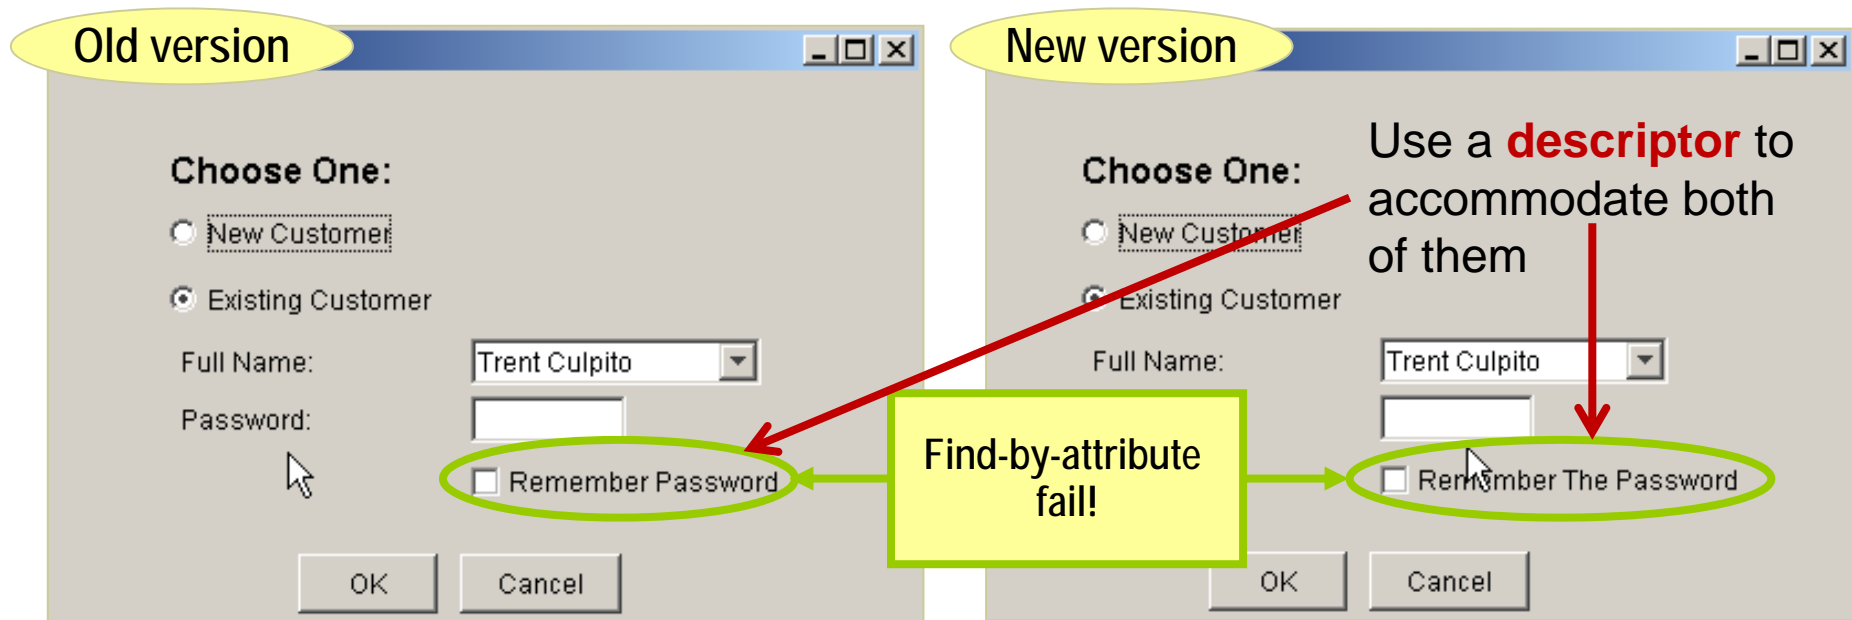 Old version
Choose One:
New Customer
Existing Customer
Full Name:
Trent Culpito
Password:
Remember Password
OK
Cancel
Find-by-attribute
fail!
New version
Use a descriptor to
accommodate both
of them
Choose One:
New Customer
Existing Customer
Full Name:
Trent Culpito
Remember The Password
OK
Cancel